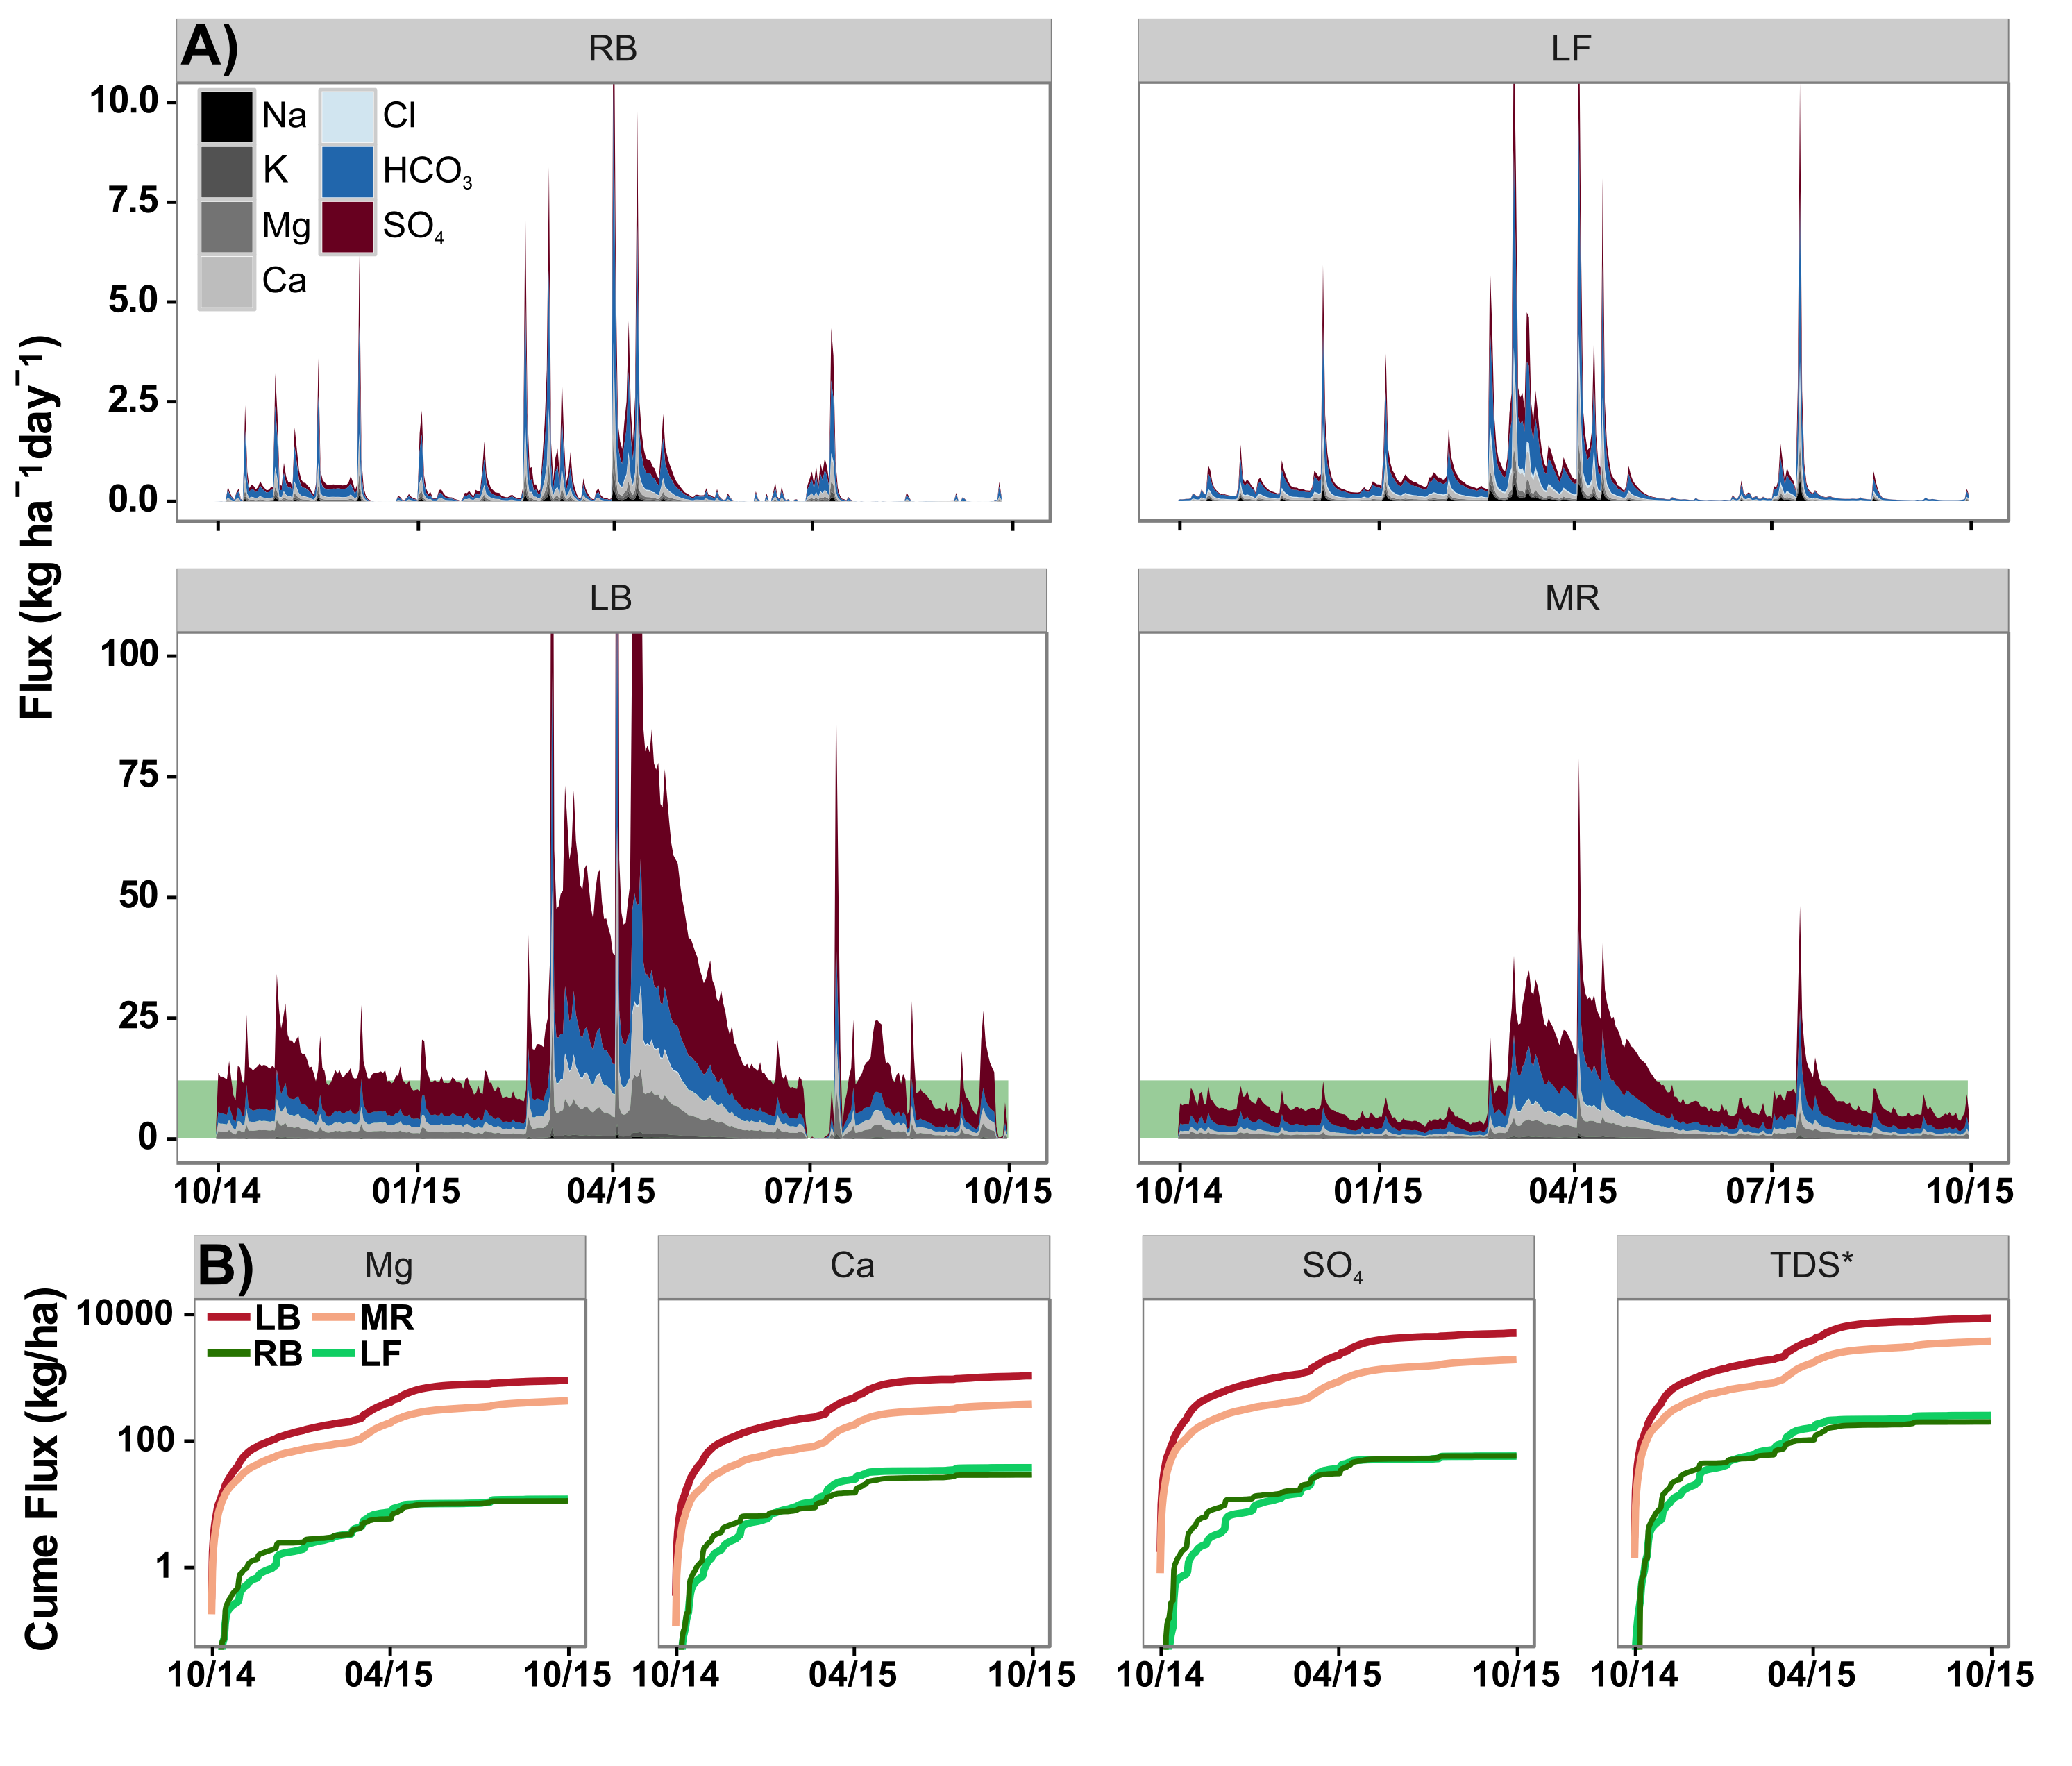 A)
RB
LF
Flux (kg ha⁻¹day⁻¹)
10.0
7.5
5.0
2.5
0.0
Na
K
Mg
Ca
Cl
HCO₃
SO₄
LB
MR
100
75
50
25
0
10/14 01/15 04/15 07/15 10/15
10/14 01/15 04/15 07/15 10/15
B)
Mg
Ca
SO₄
TDS*
Cume Flux (kg/ha)
10000
100
1
LB MR
RB LF
10/14 04/15 10/15
10/14 04/15 10/15
10/14 04/15 10/15
10/14 04/15 10/15